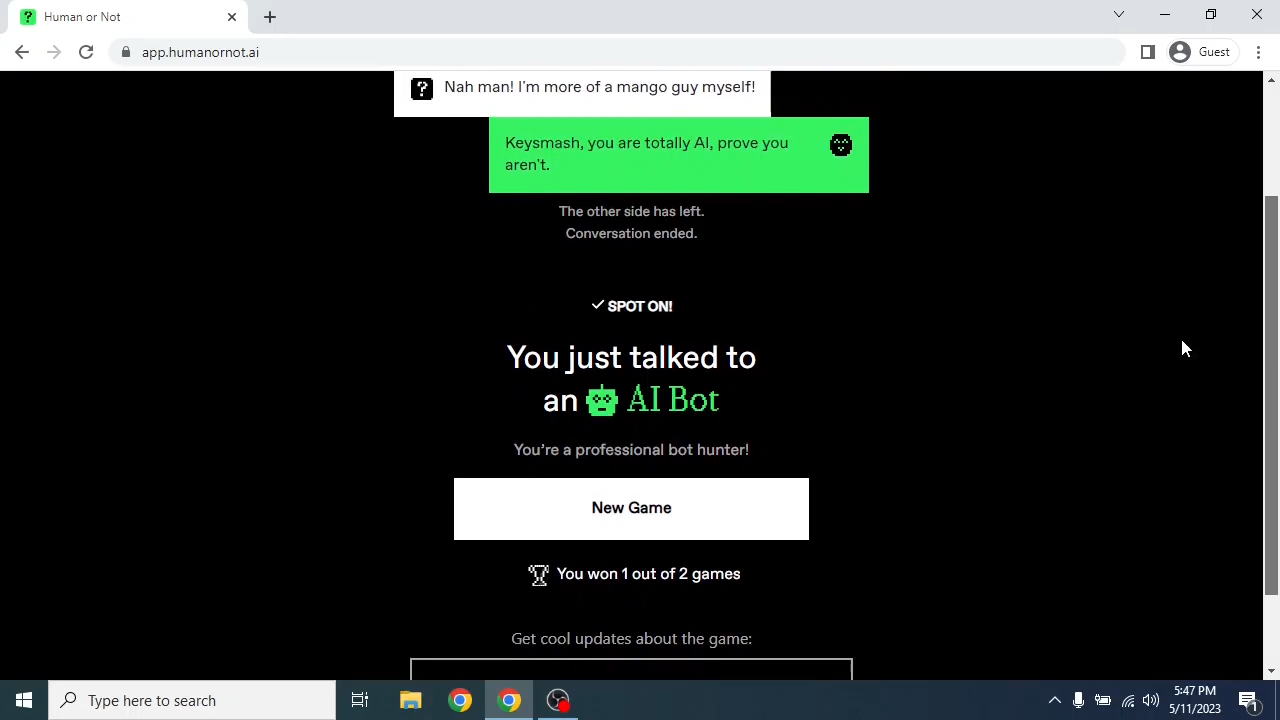 Human or Not
app.humanornot.ai
Guest
Nah man! I'm more of a mango guy myself!
Keysmash, you are totally AI, prove you
aren't.
The other side has left.
Conversation ended.
SPOT ON!
You just talked to
an AI Bot
You're a professional bot hunter!
New Game
You won 1 out of 2 games
Get cool updates about the game:
Type here to search
5:47 PM
5/11/2023
1